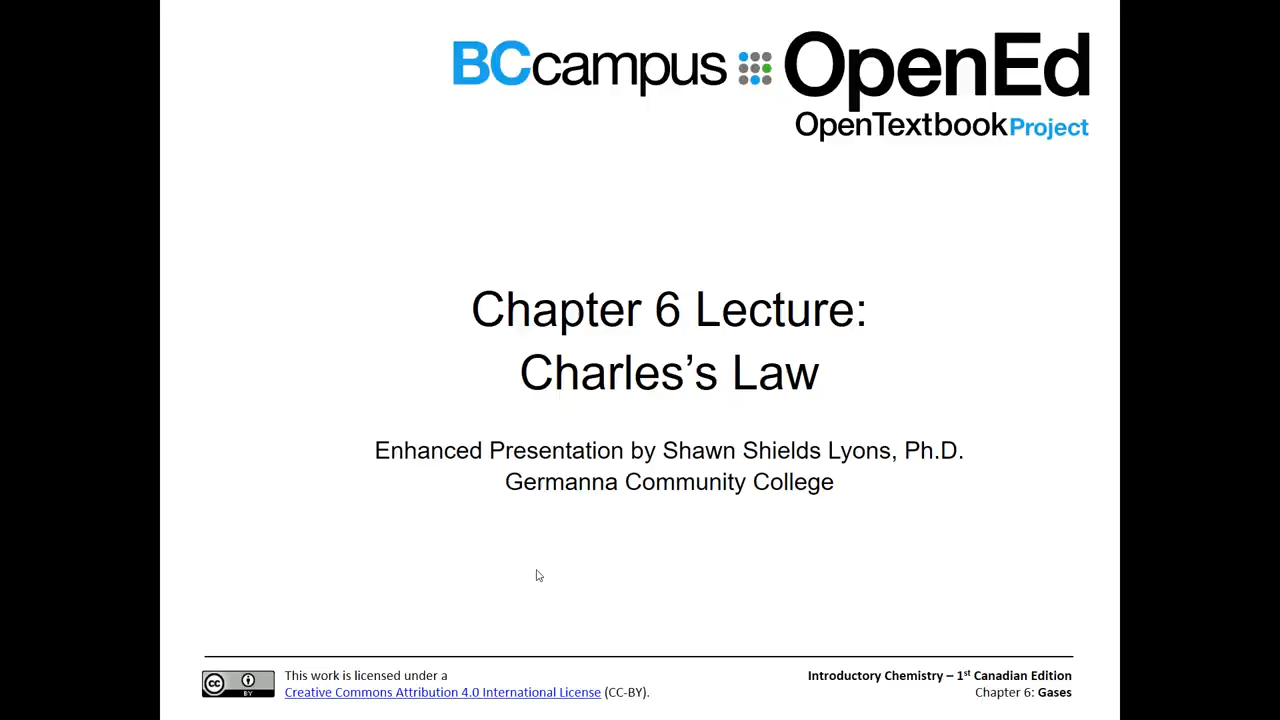 BCcampus OpenEd
OpenTextbookProject
Chapter 6 Lecture:
Charles’s Law
Enhanced Presentation by Shawn Shields Lyons, Ph.D.
Germanna Community College
This work is licensed under a
Creative Commons Attribution 4.0 International License (CC-BY).
cc BY
Introductory Chemistry – 1st Canadian Edition
Chapter 6: Gases